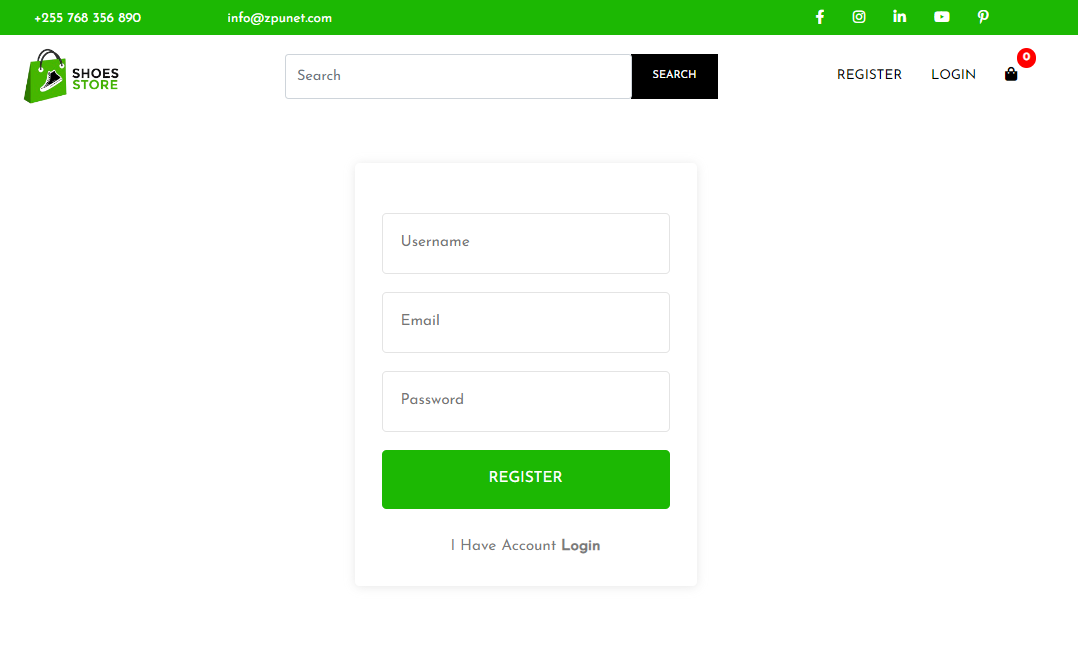 +255 768 356 890 info@zpunet.com
SHOES
STORE
Search SEARCH REGISTER LOGIN 0
Username
Email
Password
REGISTER
I Have Account Login